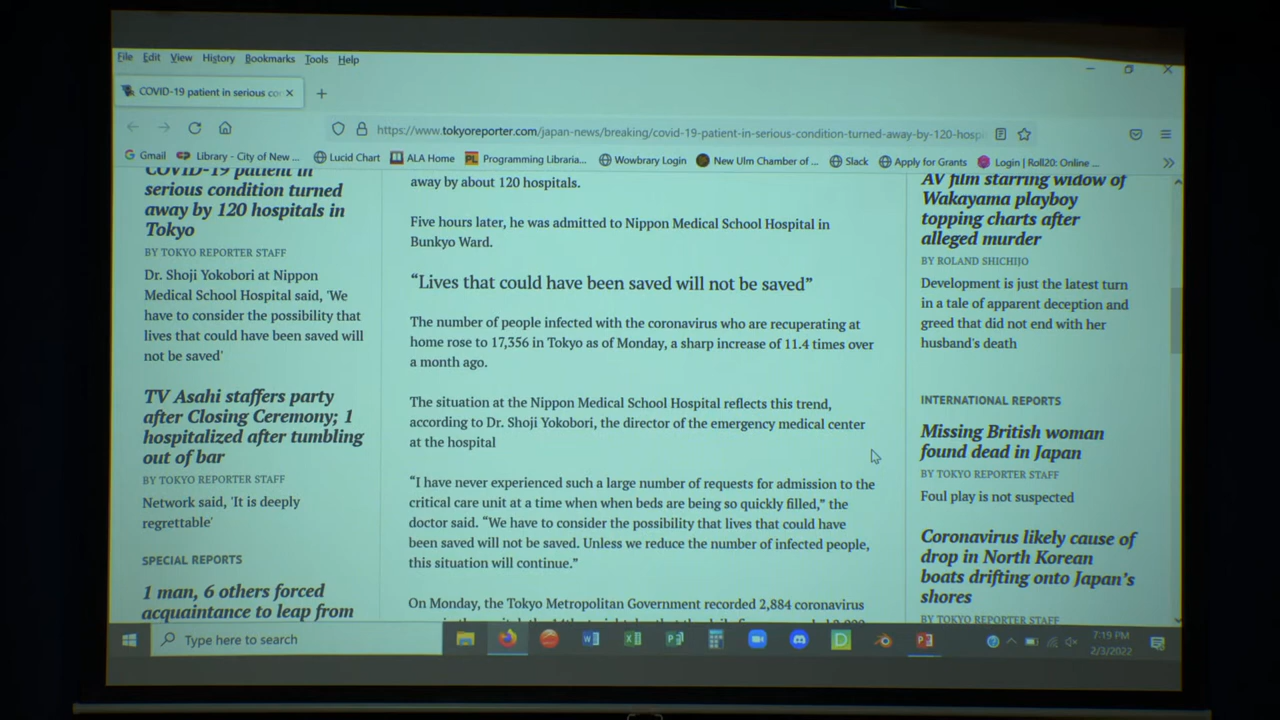 File Edit View History Bookmarks Tools Help
COVID-19 patient in serious co
https://www.tokyoreporter.com/japan-news/breaking/covid-19-patient-in-serious-condition-turned-away-by-120-hosp
Gmail Library - City of New ... Lucid Chart ALA Home Programming Libraria... Wowbrary Login New Ulm Chamber of ... Slack Apply for Grants Login | Roll20: Online ...
COVID-19 patient in
serious condition turned
away by 120 hospitals in
Tokyo
BY TOKYO REPORTER STAFF
Dr. Shoji Yokobori at Nippon
Medical School Hospital said, 'We
have to consider the possibility that
lives that could have been saved will
not be saved'
TV Asahi staffers party
after Closing Ceremony; 1
hospitalized after tumbling
out of bar
BY TOKYO REPORTER STAFF
Network said, 'It is deeply
regrettable'
SPECIAL REPORTS
1 man, 6 others forced
acquaintance to leap from
away by about 120 hospitals.
Five hours later, he was admitted to Nippon Medical School Hospital in
Bunkyo Ward.
“Lives that could have been saved will not be saved”
The number of people infected with the coronavirus who are recuperating at
home rose to 17,356 in Tokyo as of Monday, a sharp increase of 11.4 times over
a month ago.
The situation at the Nippon Medical School Hospital reflects this trend,
according to Dr. Shoji Yokobori, the director of the emergency medical center
at the hospital
“I have never experienced such a large number of requests for admission to the
critical care unit at a time when when beds are being so quickly filled,” the
doctor said. “We have to consider the possibility that lives that could have
been saved will not be saved. Unless we reduce the number of infected people,
this situation will continue.”
On Monday, the Tokyo Metropolitan Government recorded 2,884 coronavirus
AV film starring widow of
Wakayama playboy
topping charts after
alleged murder
BY ROLAND SHICHIJO
Development is just the latest turn
in a tale of apparent deception and
greed that did not end with her
husband's death
INTERNATIONAL REPORTS
Missing British woman
found dead in Japan
BY TOKYO REPORTER STAFF
Foul play is not suspected
Coronavirus likely cause of
drop in North Korean
boats drifting onto Japan's
shores
BY TOKYO REPORTER STAFF
Type here to search
7:19 PM
2/3/2022